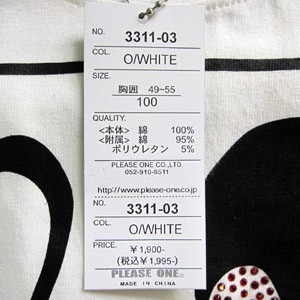 NO. 3311-03
COL. O/WHITE
SIZE.
胸囲 49~55
100
QUALITY.
<本体> 綿 100%
<附属> 綿 95%
ポリウレタン 5%
PLEASE ONE CO.,LTD.
052-910-8511
http://www.please-one.co.jp
NO. 3311-03
COL. O/WHITE
PRICE. ¥1,900-
(税込¥1,995-)
PLEASE ONE.
MADE IN CHINA